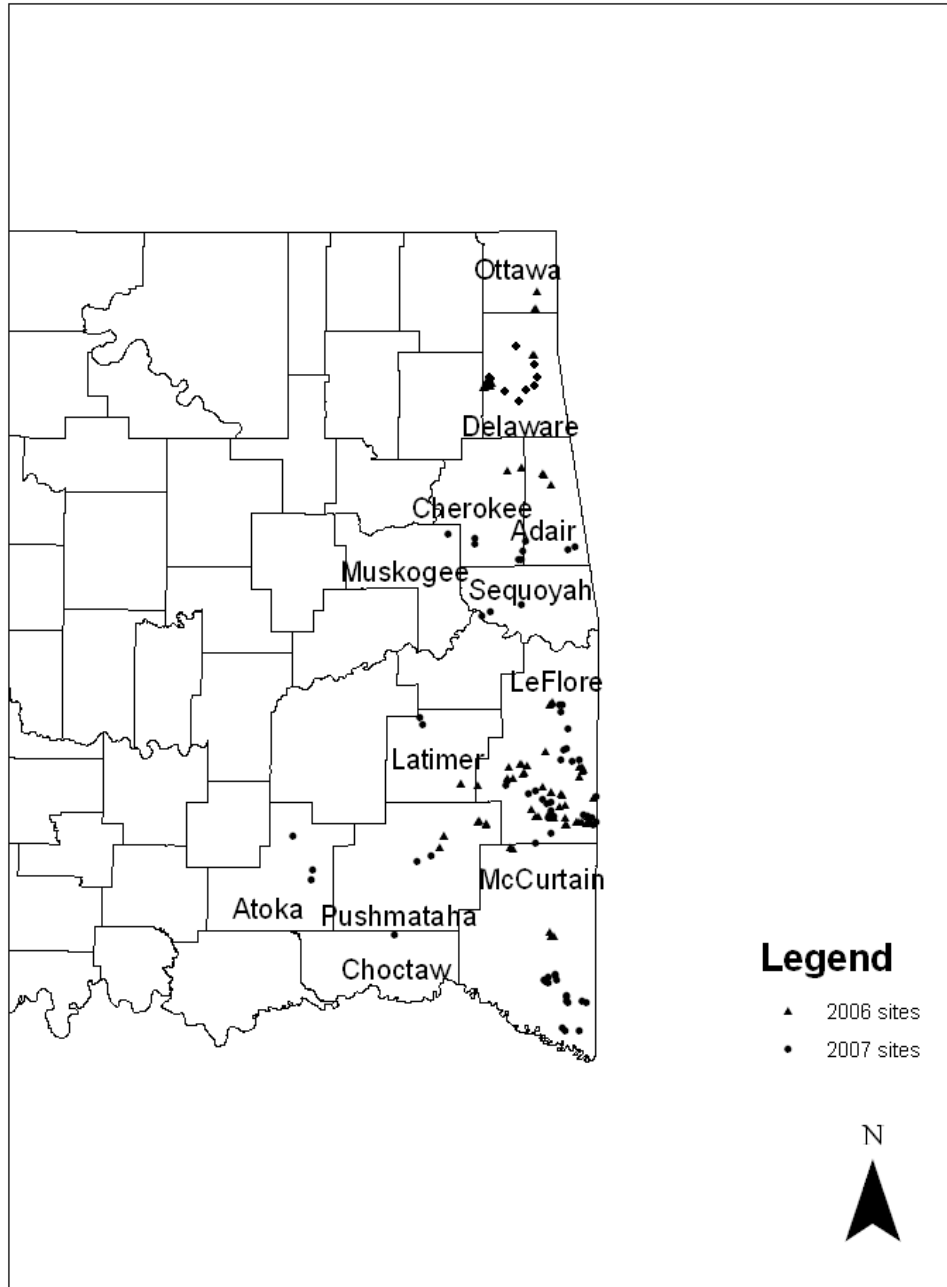 Ottawa
Delaware
Cherokee
Adair
Muskogee
Sequoyah
LeFlore
Latimer
McCurtain
Atoka
Pushmataha
Choctaw
Legend
2006 sites
2007 sites
N